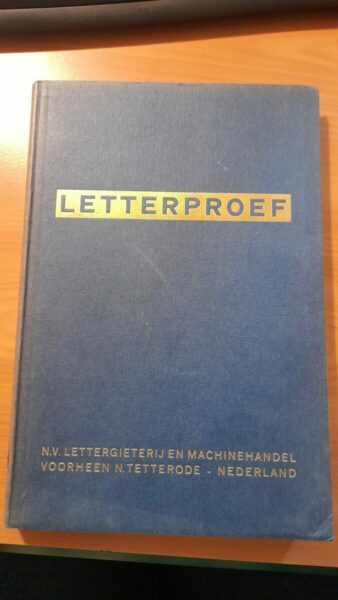 LETTERPROEF
N.V. LETTERGIETERIJ EN MACHINEHANDEL
VOORHEEN N. TETTERODE - NEDERLAND